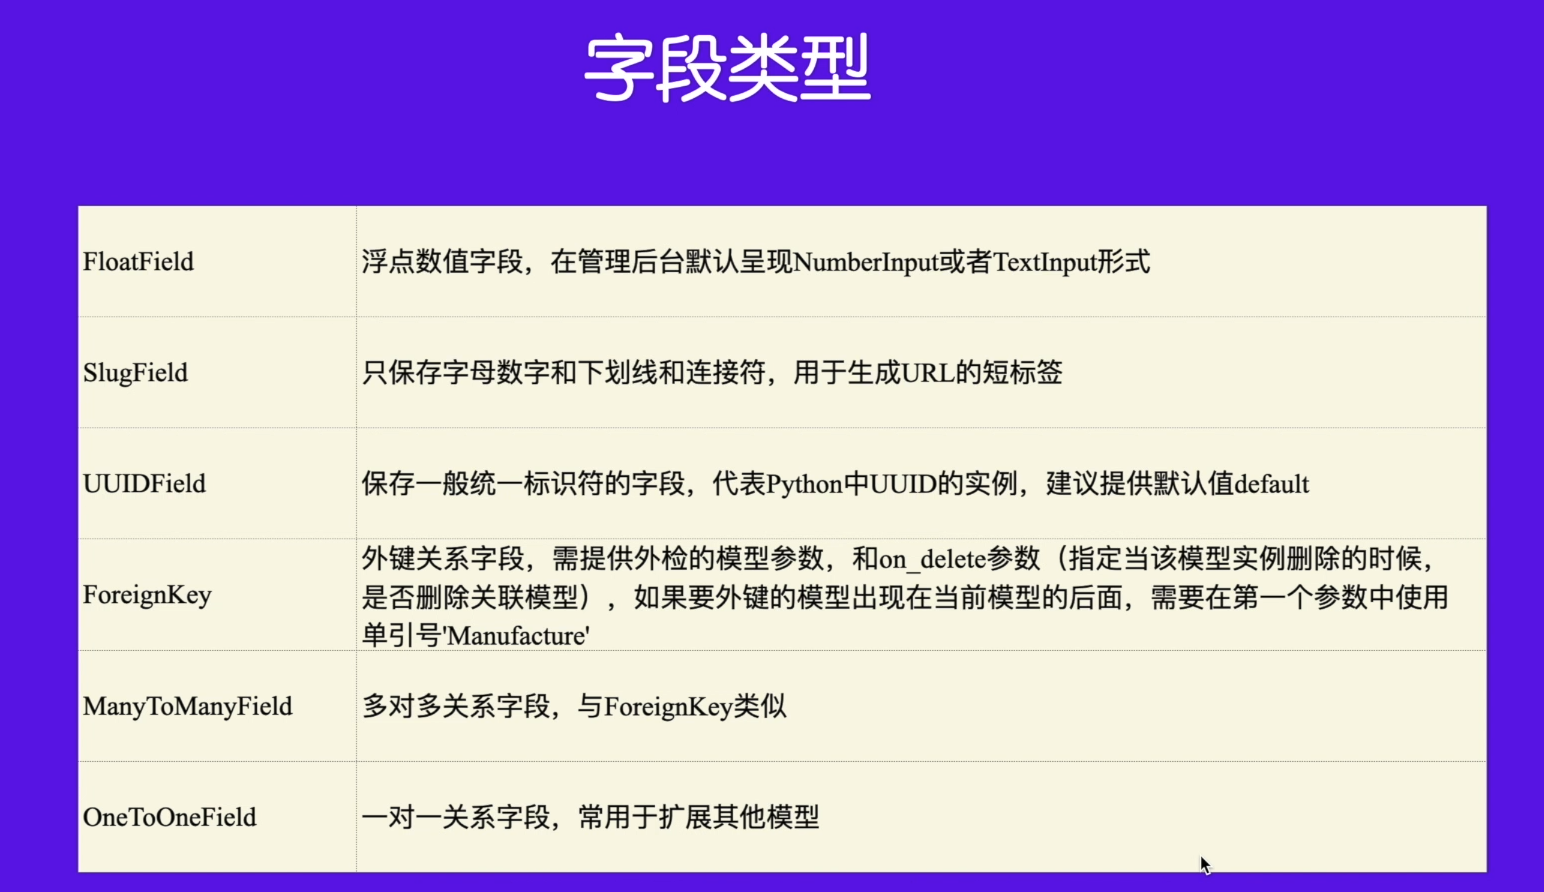 字段类型
FloatField
浮点数值字段，在管理后台默认呈现NumberInput或者TextInput形式
SlugField
只保存字母数字和下划线和连接符，用于生成URL的短标签
UUIDField
保存一般统一标识符的字段，代表Python中UUID的实例，建议提供默认值default
ForeignKey
外键关系字段，需提供外检的模型参数，和on_delete参数（指定当该模型实例删除的时候，
是否删除关联模型），如果要外键的模型出现在当前模型的后面，需要在第一个参数中使用
单引号'Manufacture'
ManyToManyField
多对多关系字段，与ForeignKey类似
OneToOneField
一对一关系字段，常用于扩展其他模型